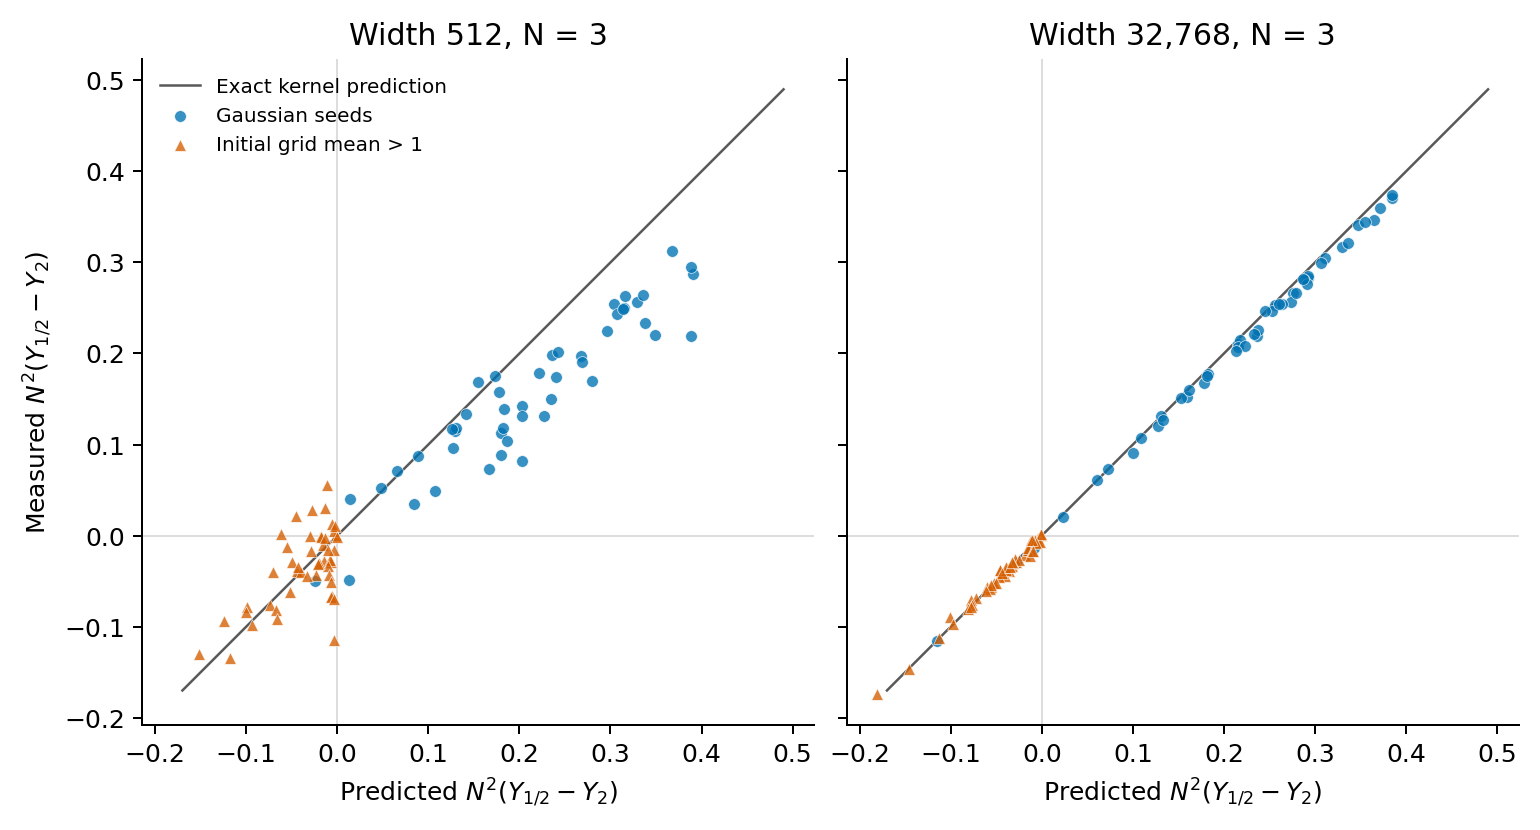 Width 512, N = 3
Width 32,768, N = 3
Exact kernel prediction
Gaussian seeds
Initial grid mean > 1
Measured N²(Y₁/₂ − Y₂)
0.5
0.4
0.3
0.2
0.1
0.0
−0.1
−0.2
−0.2 −0.1 0.0 0.1 0.2 0.3 0.4 0.5
−0.2 −0.1 0.0 0.1 0.2 0.3 0.4 0.5
Predicted N²(Y₁/₂ − Y₂)
Predicted N²(Y₁/₂ − Y₂)